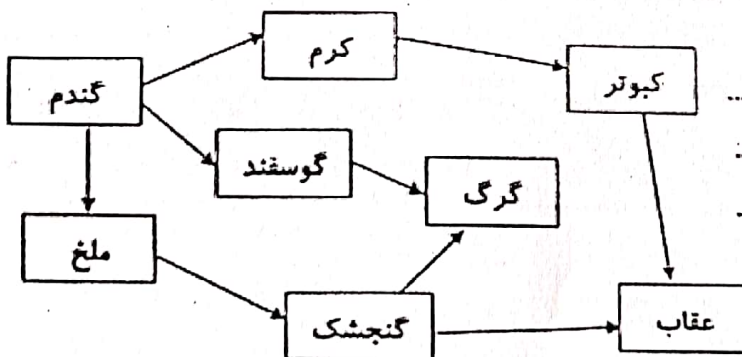 کرم
کبوتر
گندم
گوسفند
گرگ
ملخ
گنجشک
عقاب